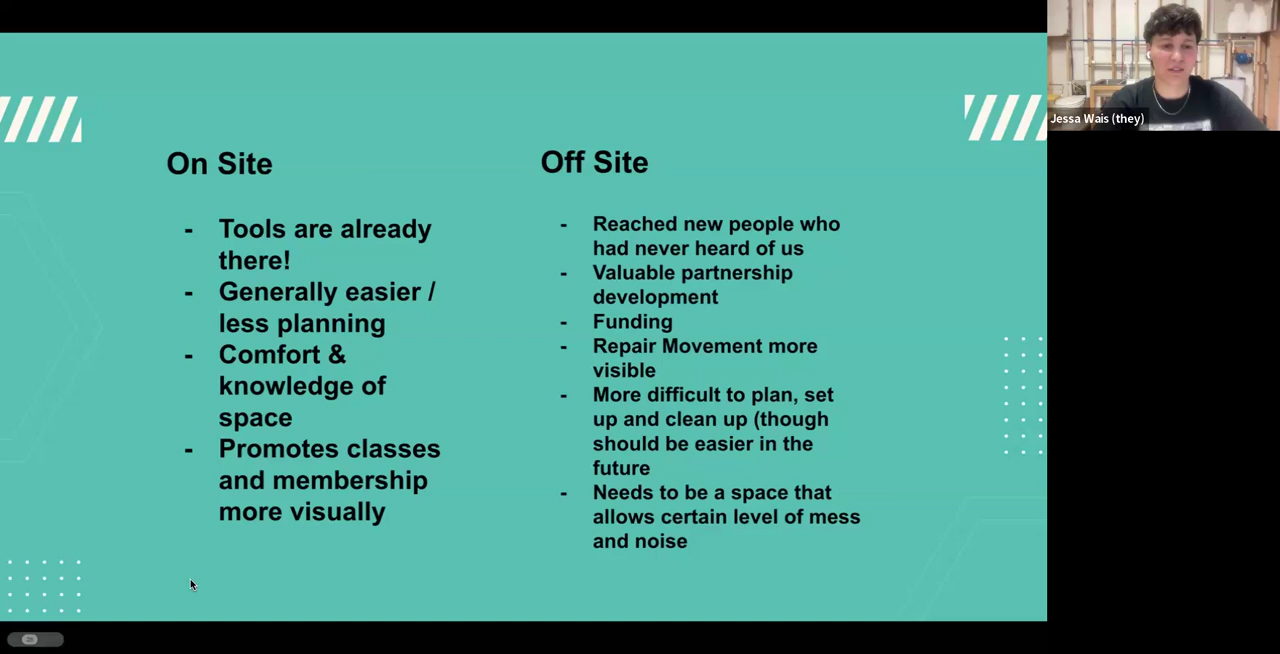 On Site
- Tools are already
there!
- Generally easier /
less planning
- Comfort &
knowledge of
space
- Promotes classes
and membership
more visually
Off Site
- Reached new people who
had never heard of us
- Valuable partnership
development
- Funding
- Repair Movement more
visible
- More difficult to plan, set
up and clean up (though
should be easier in the
future
- Needs to be a space that
allows certain level of mess
and noise
Jessa Wais (they)